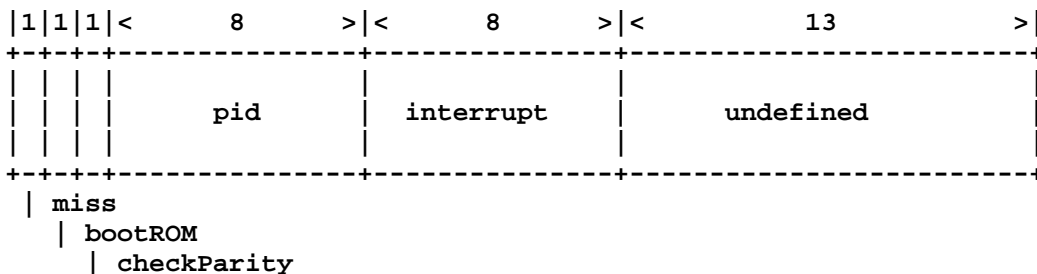 |1|1|1|<      8      >|<      8      >|<          13          >|
+-+-+-+---------------+---------------+-------------------------+
| | | |               |               |                         |
| | | |      pid      |  interrupt    |      undefined          |
| | | |               |               |                         |
+-+-+-+---------------+---------------+-------------------------+
| miss
| bootROM
| checkParity